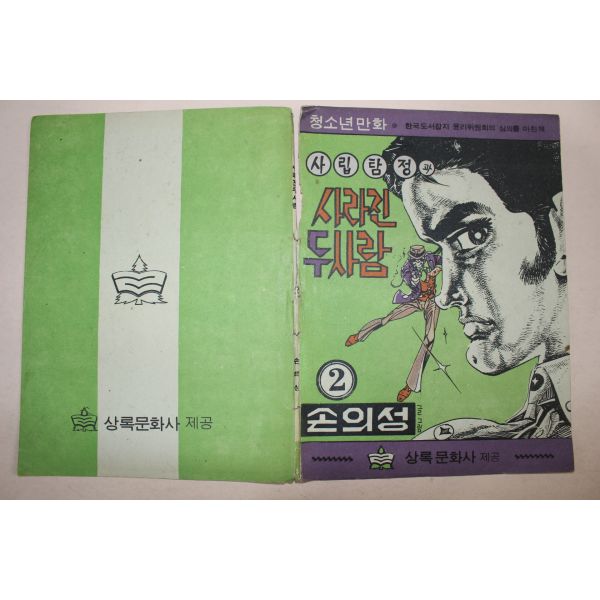 청소년만화 한국도서잡지 윤리위원회의 심의를 마친책
사립탐정과
사라진
두사람
2
손의성
상록문화사 제공
상록문화사 제공